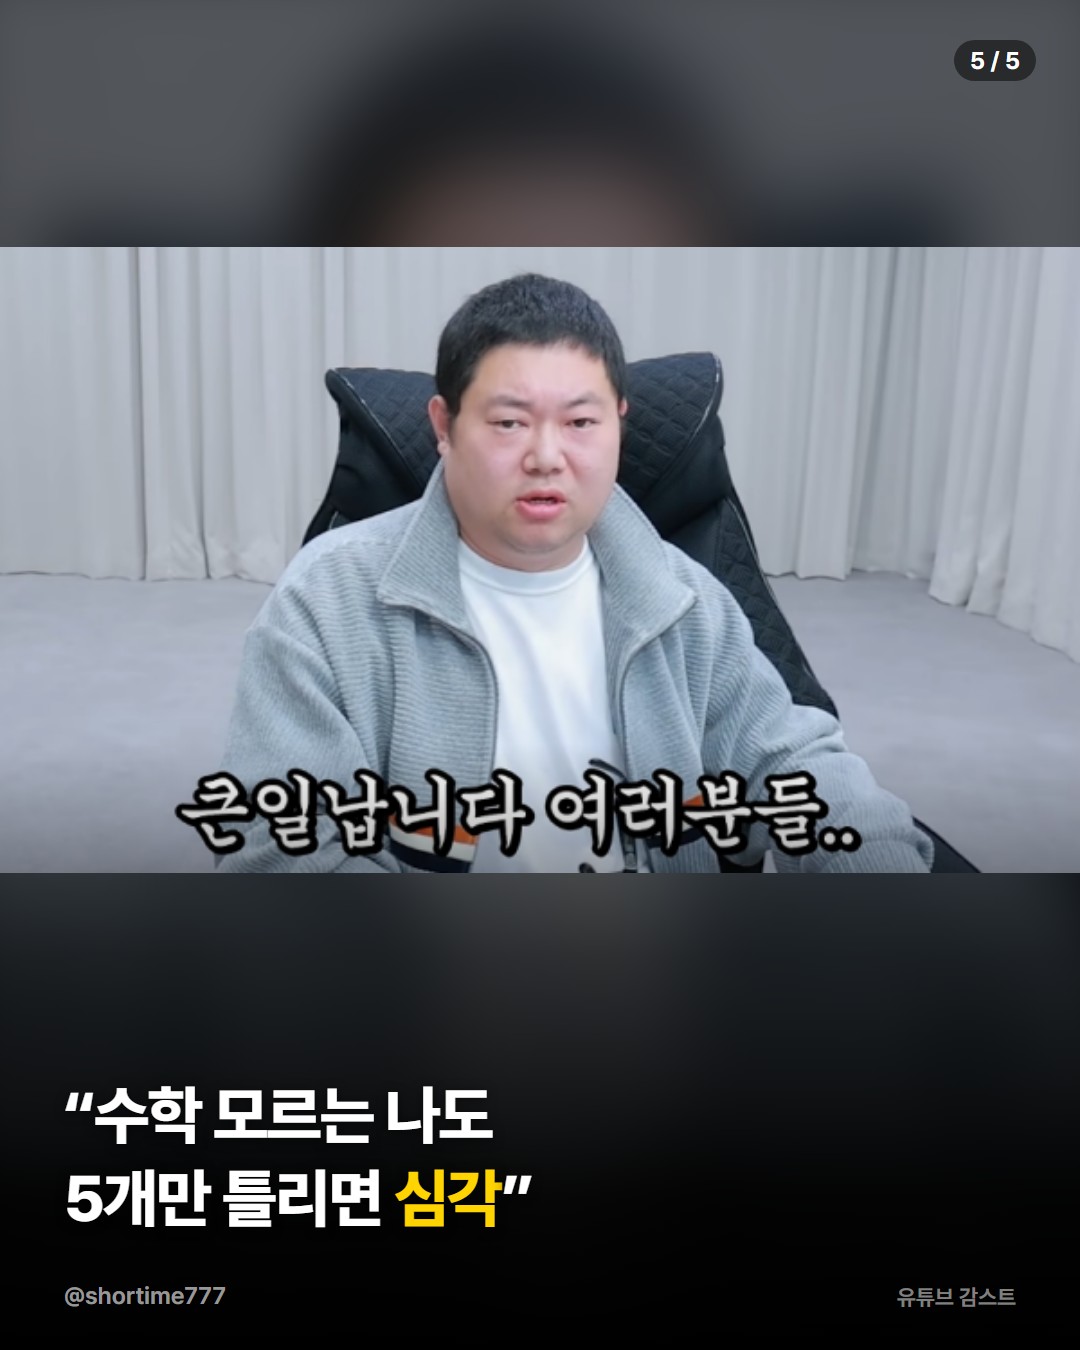 5 / 5
큰일납니다 여러분들..
“수학 모르는 나도
5개만 틀리면 심각”
@shortime777
유튜브 감스트